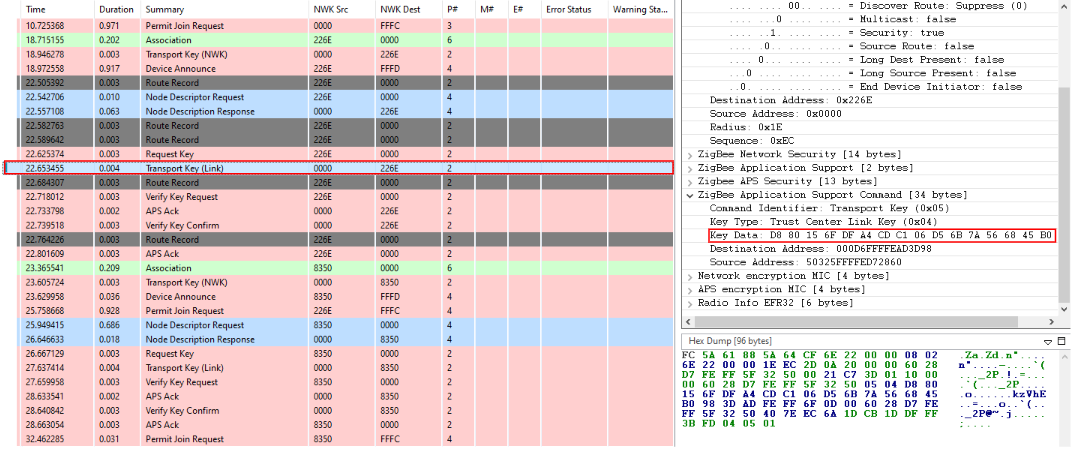 Time Duration Summary NWK Src NWK Dest P# M# E# Error Status Warning Sta...
10.725368 0.971 Permit Join Request 226E FFFC 3
18.715155 0.202 Association 226E 0000 6
18.946278 0.003 Transport Key (NWK) 226E 0000 2
18.972558 0.917 Device Announce 226E FFFD 4
22.505392 0.003 Route Record 226E 0000 2
22.542706 0.010 Node Descriptor Request 226E 0000 4
22.557108 0.063 Node Description Response 226E 0000 4
22.582763 0.003 Route Record 226E 0000 2
22.589642 0.003 Route Record 226E 0000 2
22.625374 0.003 Request Key 226E 0000 2
22.653455 0.004 Transport Key (Link) 0000 226E 2
22.684307 0.003 Route Record 226E 0000 2
22.718012 0.003 Verify Key Request 226E 0000 2
22.733798 0.002 APS Ack 0000 226E 2
22.739518 0.003 Verify Key Confirm 0000 226E 2
22.764226 0.003 Route Record 226E 0000 2
22.801609 0.003 APS Ack 226E 0000 2
23.365541 0.209 Association 8350 0000 6
23.605724 0.003 Transport Key (NWK) 0000 8350 2
23.629958 0.036 Device Announce 8350 FFFD 4
25.758668 0.908 Permit Join Request 0000 FFFC 4
25.949415 0.686 Node Descriptor Request 8350 0000 4
26.646633 0.018 Node Description Response 0000 8350 4
26.667129 0.003 Request Key 8350 0000 2
27.637414 0.004 Transport Key (Link) 0000 8350 2
27.659958 0.003 Verify Key Request 8350 0000 2
28.633541 0.002 APS Ack 0000 8350 2
28.640842 0.003 Verify Key Confirm 0000 8350 2
28.663054 0.003 APS Ack 8350 0000 2
32.462285 0.031 Permit Join Request 8350 FFFC 4
.... .... 00.. .... = Discover Route: Suppress (0)
.... ...0 .... .... = Multicast: false
.... ..1. .... .... = Security: true
.... .0.. .... .... = Source Route: false
.... 0... .... .... = Long Dest Present: false
...0 .... .... .... = Long Source Present: false
..0. .... .... .... = End Device Initiator: false
Destination Address: 0x226E
Source Address: 0x0000
Radius: 0x1E
Sequence: 0xEC
ZigBee Network Security [14 bytes]
ZigBee Application Support [2 bytes]
Zigbee APS Security [13 bytes]
ZigBee Application Support Command [34 bytes]
Command Identifier: Transport Key (0x05)
Key Type: Trust Center Link Key (0x04)
Key Data: D8 80 15 6F DF A4 CD C1 06 D5 6B 7A 56 68 45 B0
Destination Address: 000D6FFFFEAD3D98
Source Address: 50325FFFFED72860
Network encryption MIC [4 bytes]
APS encryption MIC [4 bytes]
Radio Info EFR32 [6 bytes]
Hex Dump [96 bytes]
FC 5A 61 88 5A 64 CF 6E 22 00 00 08 02 .Za.Zd.n"....
6E 22 00 00 1E EC 2D 0A 20 00 00 60 28 n"....–. ..`(
D7 FE FF 5F 32 50 00 21 C7 3D 01 10 00 ..._2P.!.=...
00 60 28 D7 FE FF 5F 32 50 05 04 D8 80 .`(..._2P....
15 6F DF A4 CD C1 06 D5 6B 7A 56 68 45 .o......kzVhE
B0 98 3D AD FE FF 6F 0D 00 60 28 D7 FE ..=...o..`(..
FF 5F 32 50 40 7E EC 6A 1D CB 1D DF FF ._2P@~.j.....
3B FD 04 05 01 ;....